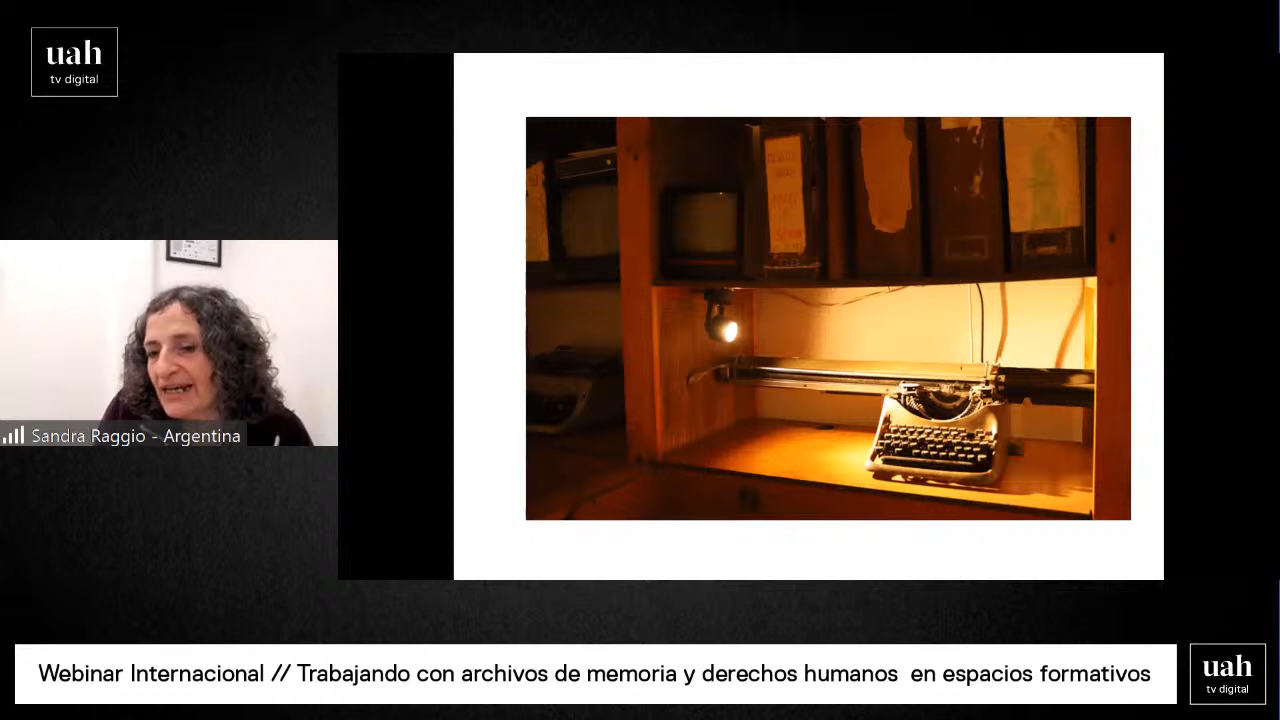 uah
tv digital
Sandra Raggio - Argentina
Webinar Internacional // Trabajando con archivos de memoria y derechos humanos en espacios formativos
uah
tv digital